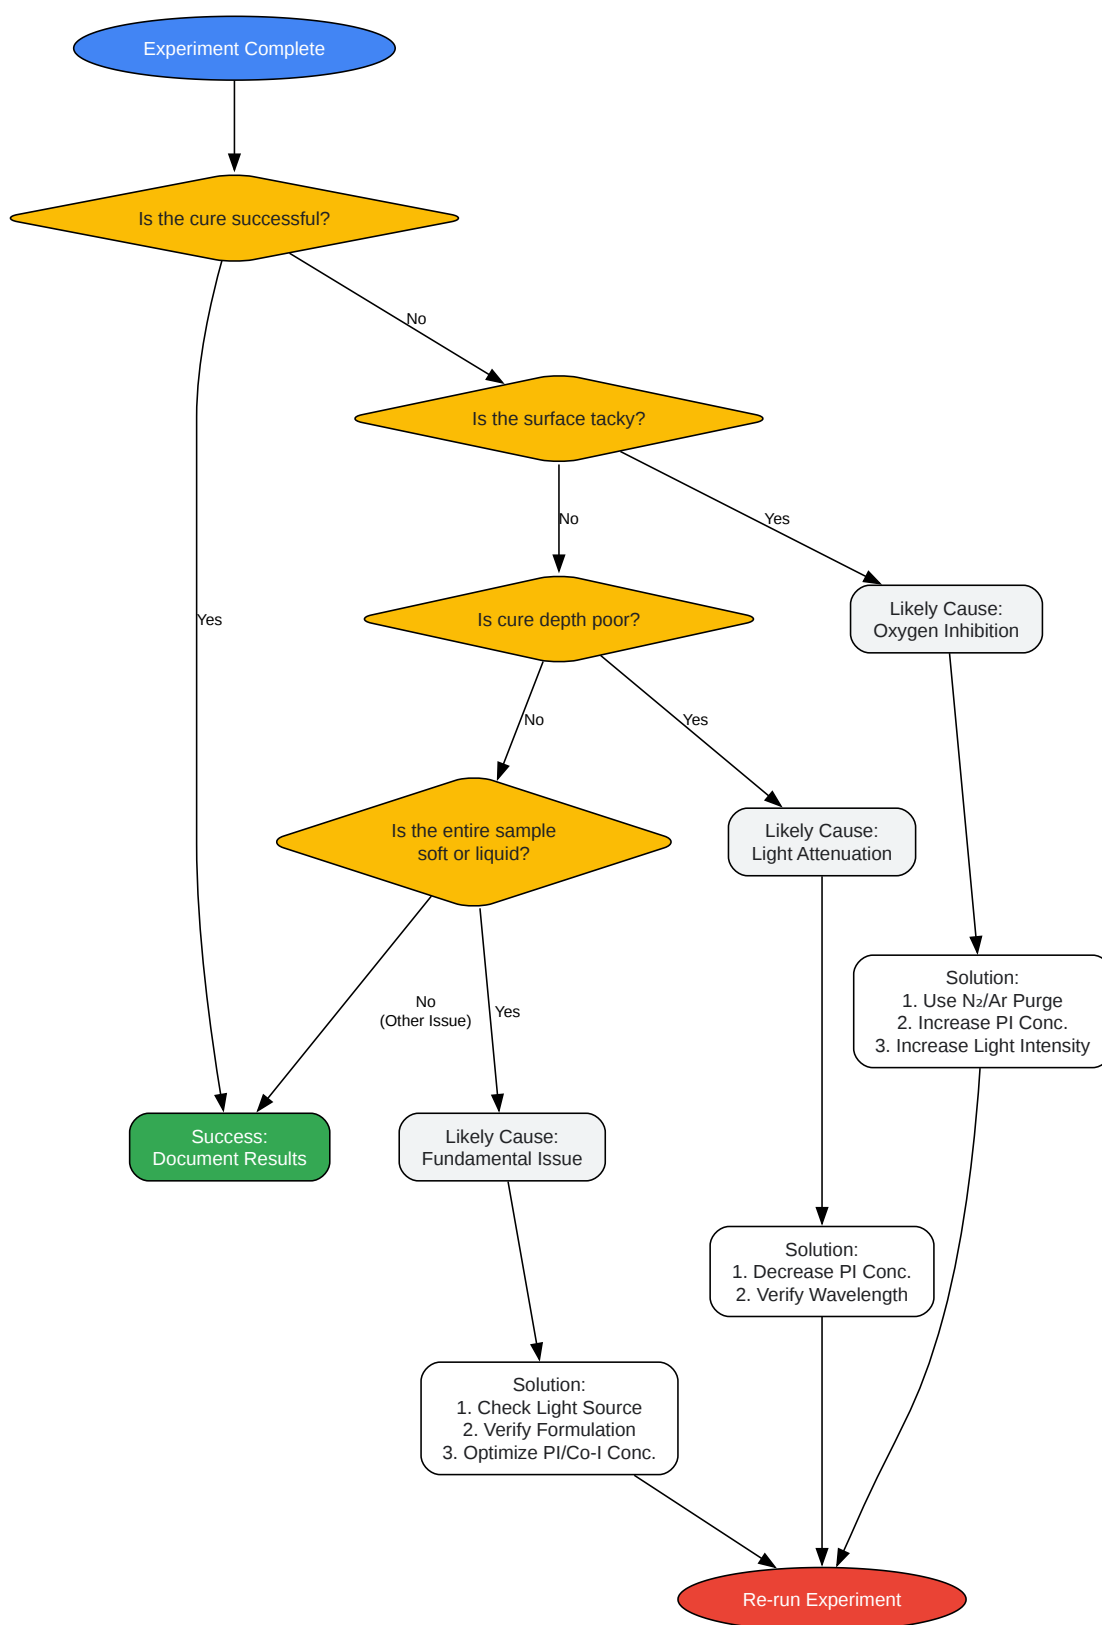 Experiment Complete
Is the cure successful?
No
Is the surface tacky?
No
Yes
Likely Cause:
Oxygen Inhibition
Is cure depth poor?
Yes
No
Yes
Likely Cause:
Light Attenuation
Is the entire sample
soft or liquid?
Solution:
1. Use N₂/Ar Purge
2. Increase PI Conc.
3. Increase Light Intensity
No
(Other Issue)
Yes
Success:
Document Results
Likely Cause:
Fundamental Issue
Solution:
1. Decrease PI Conc.
2. Verify Wavelength
Solution:
1. Check Light Source
2. Verify Formulation
3. Optimize PI/Co-I Conc.
Re-run Experiment